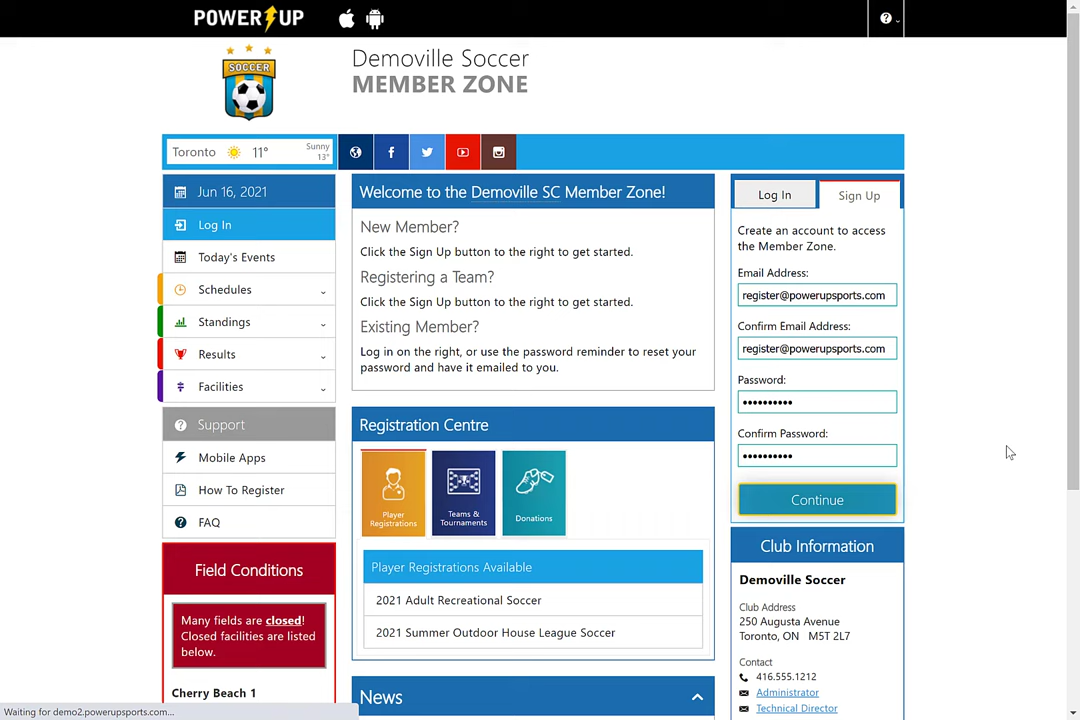 POWER UP
Demoville Soccer
MEMBER ZONE
SOCCER
Toronto 11° Sunny 13°
Jun 16, 2021
Log In
Today's Events
Schedules
Standings
Results
Facilities
Support
Mobile Apps
How To Register
FAQ
Field Conditions
Many fields are closed!
Closed facilities are listed
below.
Cherry Beach 1
Welcome to the Demoville SC Member Zone!
New Member?
Click the Sign Up button to the right to get started.
Registering a Team?
Click the Sign Up button to the right to get started.
Existing Member?
Log in on the right, or use the password reminder to reset your
password and have it emailed to you.
Registration Centre
Player
Registrations
Teams &
Tournaments
Donations
Player Registrations Available
2021 Adult Recreational Soccer
2021 Summer Outdoor House League Soccer
News
Log In Sign Up
Create an account to access
the Member Zone.
Email Address:
register@powerupsports.com
Confirm Email Address:
register@powerupsports.com
Password:
••••••••••
Confirm Password:
••••••••••
Continue
Club Information
Demoville Soccer
Club Address
250 Augusta Avenue
Toronto, ON M5T 2L7
Contact
416.555.1212
Administrator
Technical Director
Waiting for demo2.powerupsports.com...